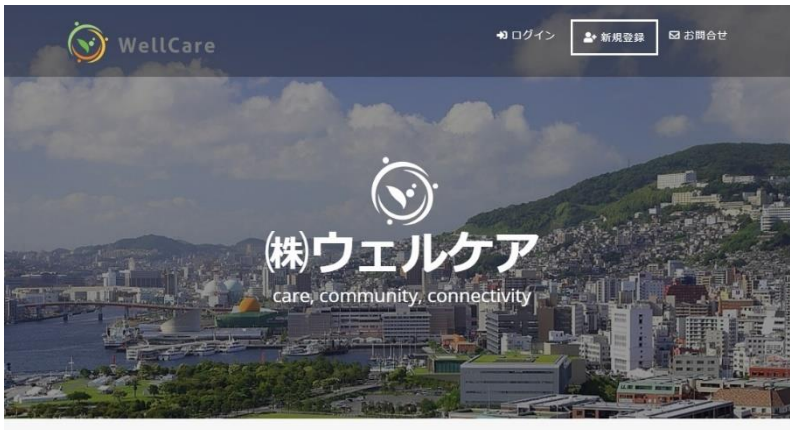 WellCare
ログイン
新規登録
お問合せ
㈱ウェルケア
care, community, connectivity